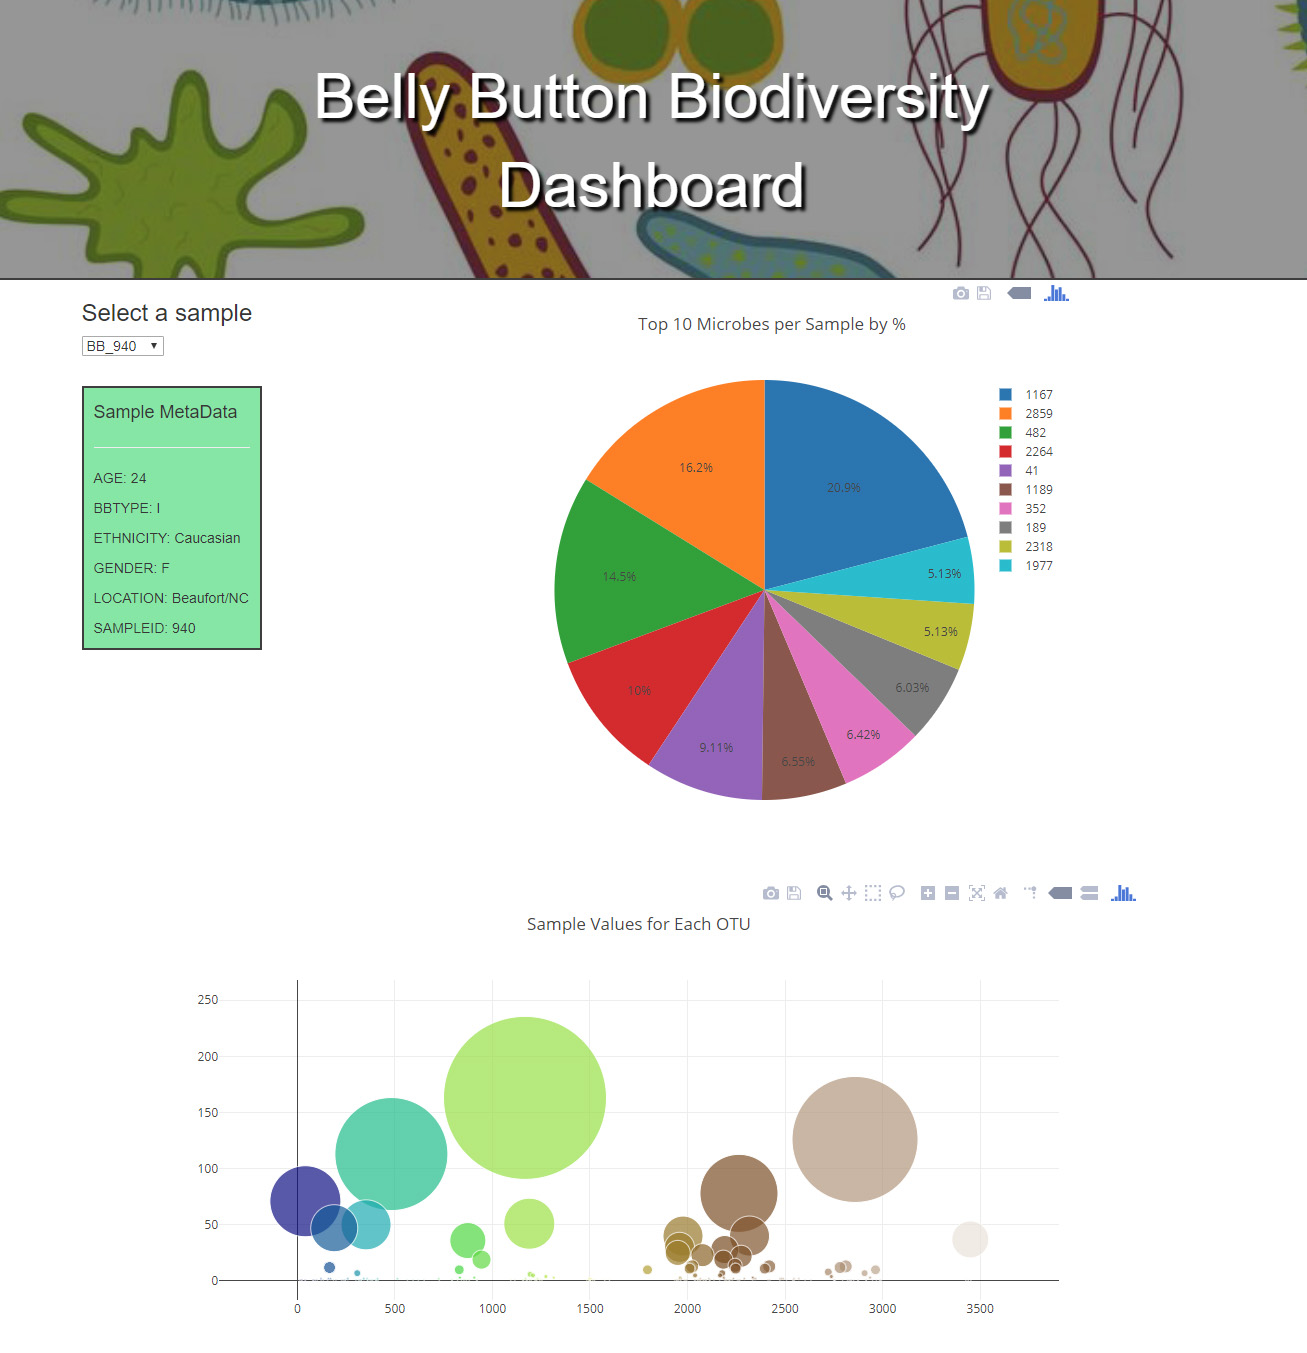 Belly Button Biodiversity
Dashboard
Select a sample
BB_940
Sample MetaData
AGE: 24
BBTYPE: I
ETHNICITY: Caucasian
GENDER: F
LOCATION: Beaufort/NC
SAMPLEID: 940
Top 10 Microbes per Sample by %
20.9%
16.2%
14.5%
10%
9.11%
6.55%
6.42%
6.03%
5.13%
5.13%
1167
2859
482
2264
41
1189
352
189
2318
1977
Sample Values for Each OTU
250
200
150
100
50
0
0
500
1000
1500
2000
2500
3000
3500